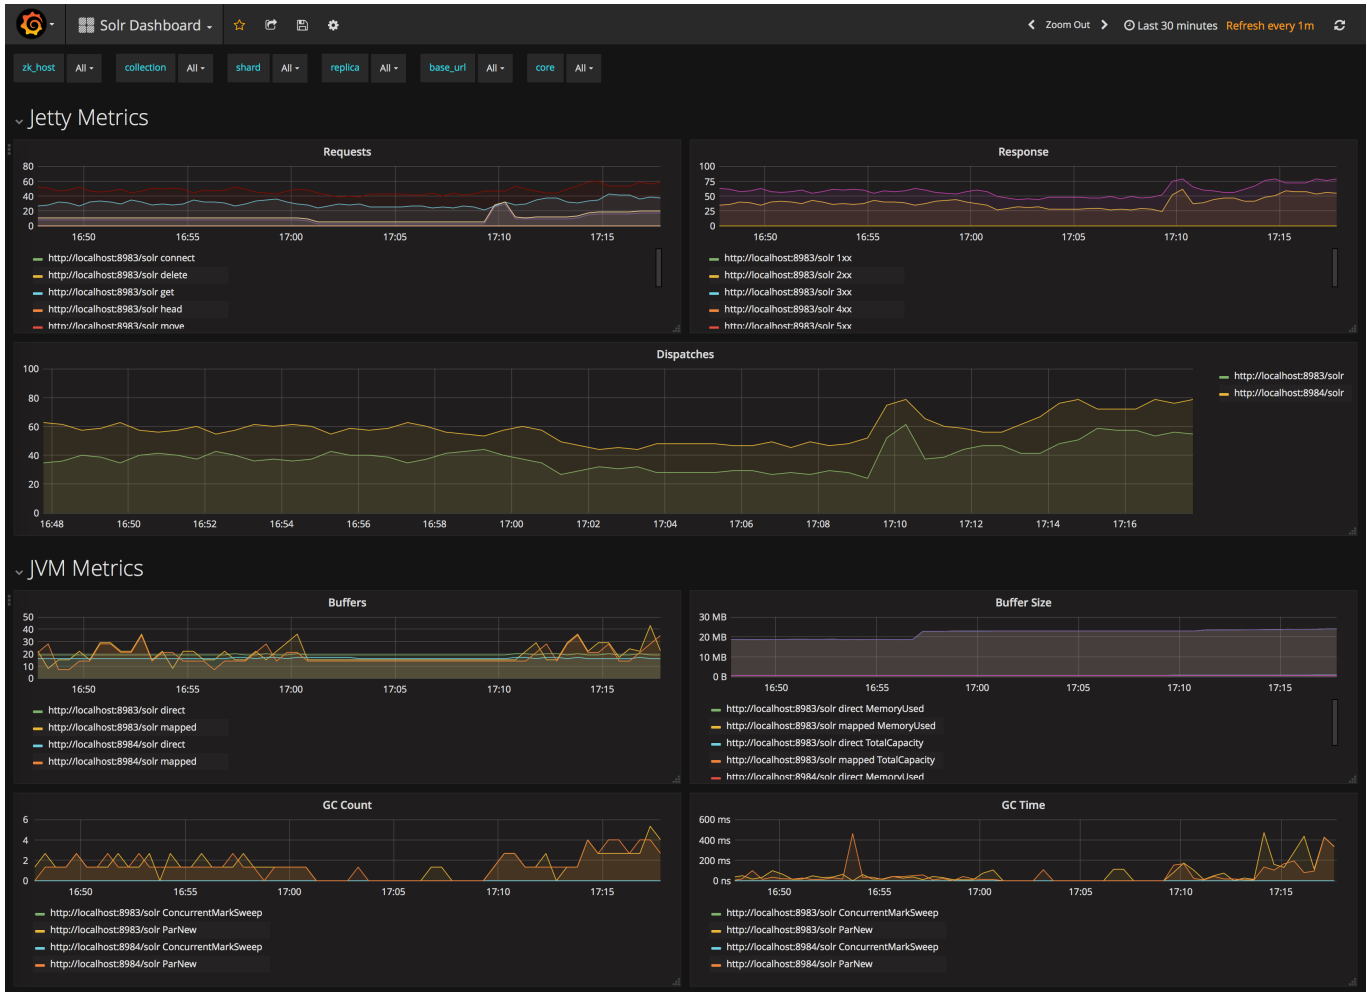 Solr Dashboard
Zoom Out
Last 30 minutes Refresh every 1m
zk_host All collection All shard All replica All base_url All core All
Jetty Metrics
Requests
80
60
40
20
0
16:50 16:55 17:00 17:05 17:10 17:15
http://localhost:8983/solr connect
http://localhost:8983/solr delete
http://localhost:8983/solr get
http://localhost:8983/solr head
http://localhost:8983/solr move
Response
100
75
50
25
0
16:50 16:55 17:00 17:05 17:10 17:15
http://localhost:8983/solr 1xx
http://localhost:8983/solr 2xx
http://localhost:8983/solr 3xx
http://localhost:8983/solr 4xx
http://localhost:8983/solr 5xx
Dispatches
100
80
60
40
20
0
16:48 16:50 16:52 16:54 16:56 16:58 17:00 17:02 17:04 17:06 17:08 17:10 17:12 17:14 17:16
http://localhost:8983/solr
http://localhost:8984/solr
JVM Metrics
Buffers
50
40
30
20
10
0
16:50 16:55 17:00 17:05 17:10 17:15
http://localhost:8983/solr direct
http://localhost:8983/solr mapped
http://localhost:8984/solr direct
http://localhost:8984/solr mapped
Buffer Size
30 MB
20 MB
10 MB
0 B
16:50 16:55 17:00 17:05 17:10 17:15
http://localhost:8983/solr direct MemoryUsed
http://localhost:8983/solr mapped MemoryUsed
http://localhost:8983/solr direct TotalCapacity
http://localhost:8983/solr mapped TotalCapacity
http://localhost:8984/solr direct MemoryUsed
GC Count
6
4
2
0
16:50 16:55 17:00 17:05 17:10 17:15
http://localhost:8983/solr ConcurrentMarkSweep
http://localhost:8983/solr ParNew
http://localhost:8984/solr ConcurrentMarkSweep
http://localhost:8984/solr ParNew
GC Time
600 ms
400 ms
200 ms
0 ns
16:50 16:55 17:00 17:05 17:10 17:15
http://localhost:8983/solr ConcurrentMarkSweep
http://localhost:8983/solr ParNew
http://localhost:8984/solr ConcurrentMarkSweep
http://localhost:8984/solr ParNew